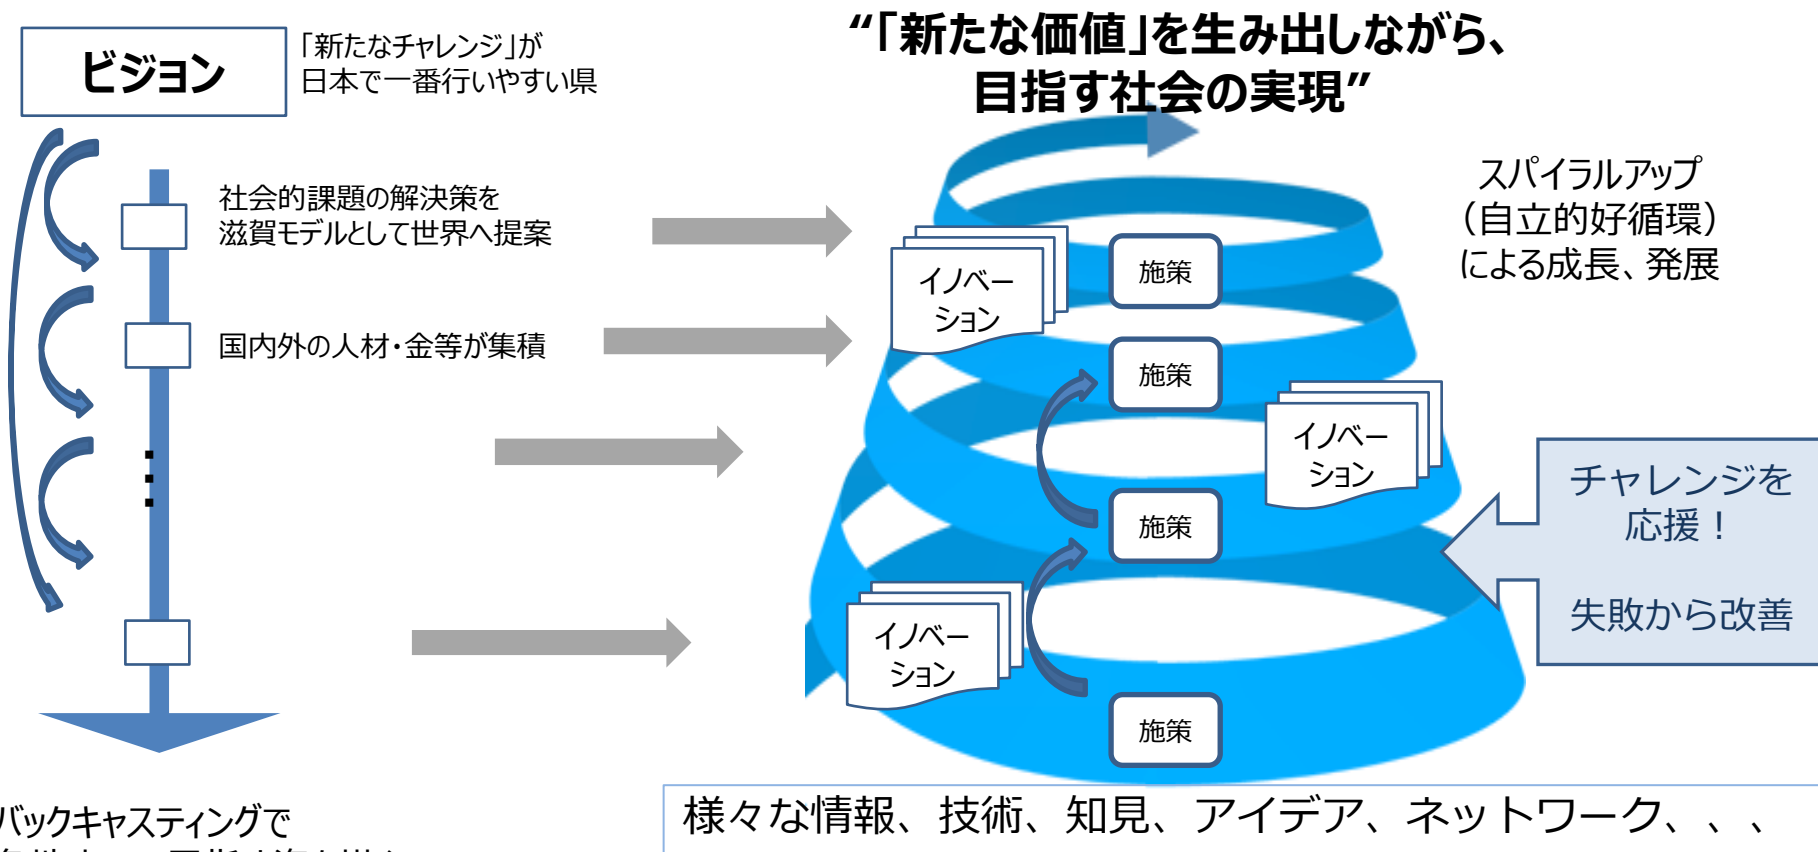 ビジョン
「新たなチャレンジ」が
日本で一番行いやすい県
“「新たな価値」を生み出しながら、
目指す社会の実現”
社会的課題の解決策を
滋賀モデルとして世界へ提案
国内外の人材・金等が集積
スパイラルアップ
（自立的好循環）
による成長、発展
イノベー
ション
施策
施策
イノベー
ション
施策
イノベー
ション
施策
チャレンジを
応援！
失敗から改善
バックキャスティングで
様々な情報、技術、知見、アイデア、ネットワーク、、、